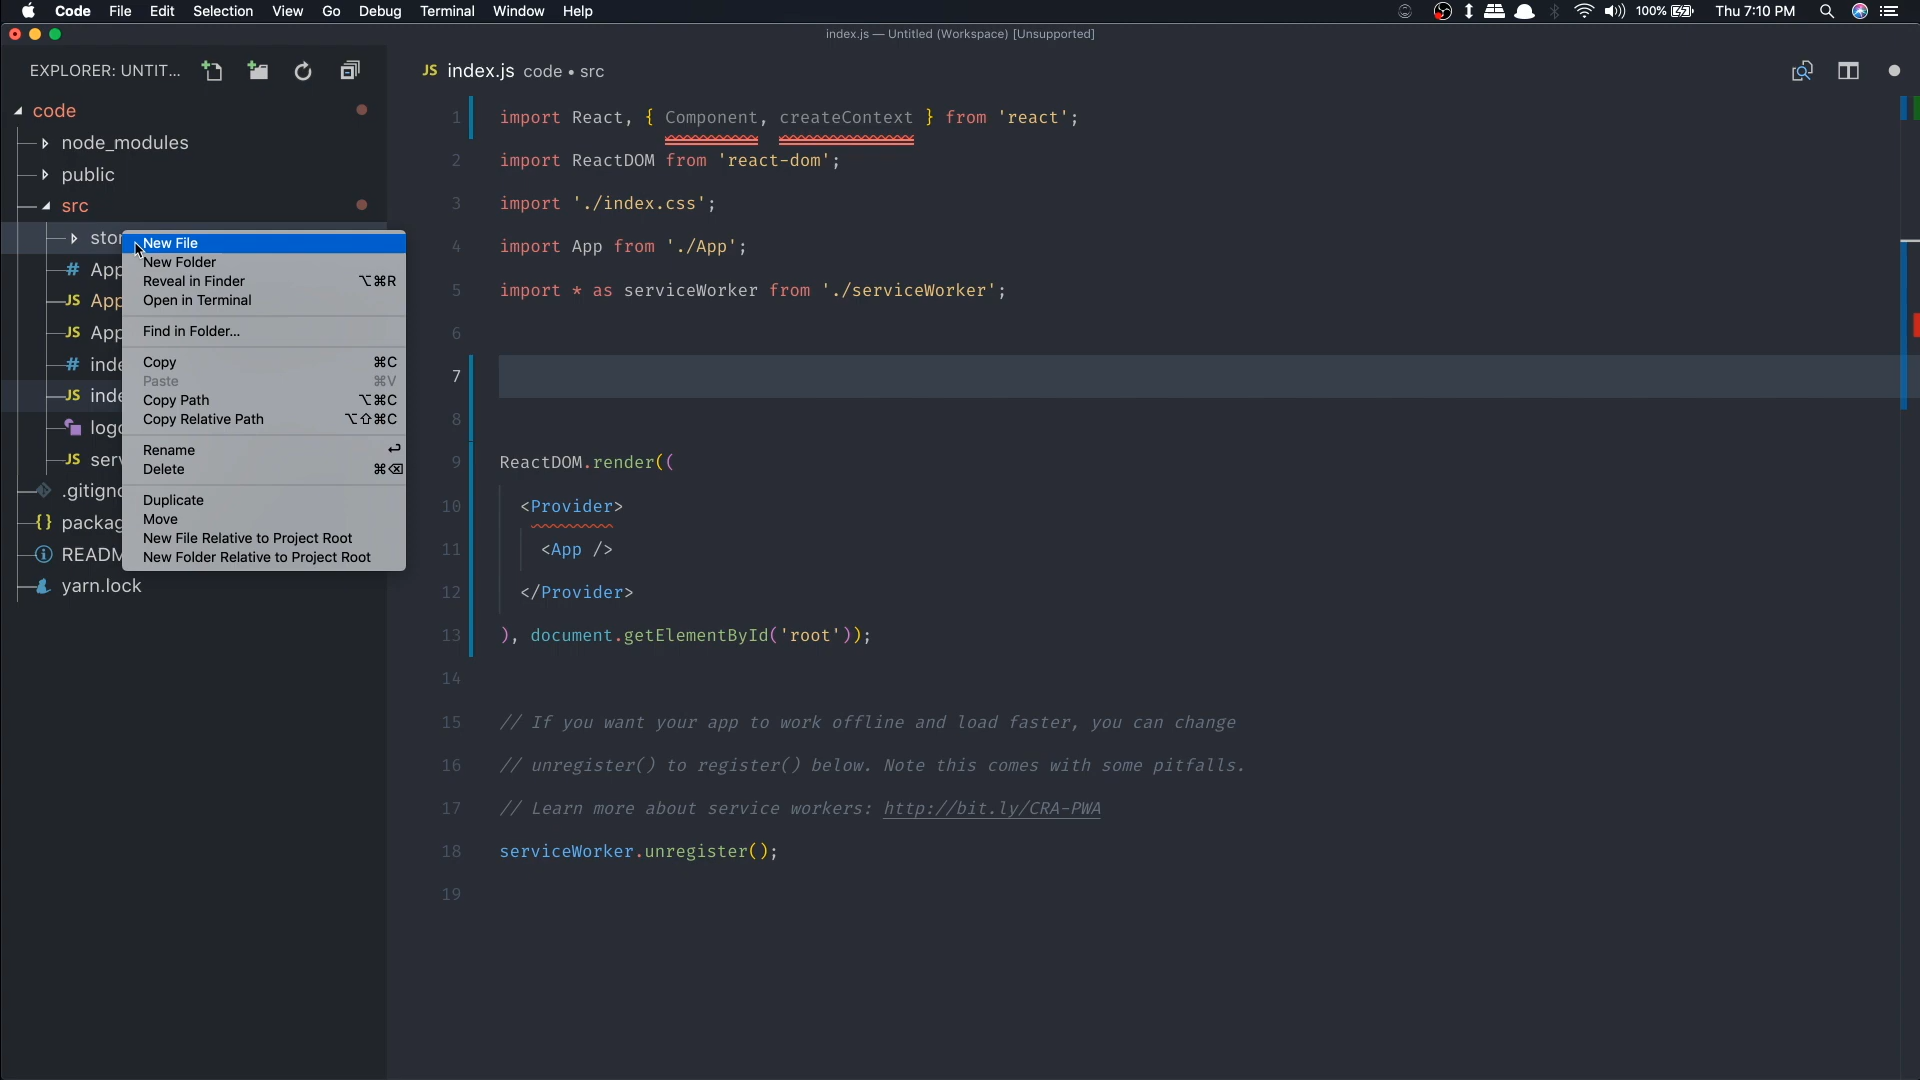 Code File Edit Selection View Go Debug Terminal Window Help 100% Thu 7:10 PM
index.js — Untitled (Workspace) [Unsupported]
EXPLORER: UNTIT...
JS index.js code • src
code
node_modules
public
src
stor
# App
JS App
JS App
# inde
JS inde
logo
JS serv
.gitigno
{} packag
READM
yarn.lock
New File
New Folder
Reveal in Finder ⌥⌘R
Open in Terminal
Find in Folder...
Copy ⌘C
Paste ⌘V
Copy Path ⌥⌘C
Copy Relative Path ⌥⇧⌘C
Rename ↩
Delete ⌘⌫
Duplicate
Move
New File Relative to Project Root
New Folder Relative to Project Root
1 import React, { Component, createContext } from 'react';
2 import ReactDOM from 'react-dom';
3 import './index.css';
4 import App from './App';
5 import * as serviceWorker from './serviceWorker';
6
7
8
9 ReactDOM.render((
10 <Provider>
11 <App />
12 </Provider>
13 ), document.getElementById('root'));
14
15 // If you want your app to work offline and load faster, you can change
16 // unregister() to register() below. Note this comes with some pitfalls.
17 // Learn more about service workers: http://bit.ly/CRA-PWA
18 serviceWorker.unregister();
19